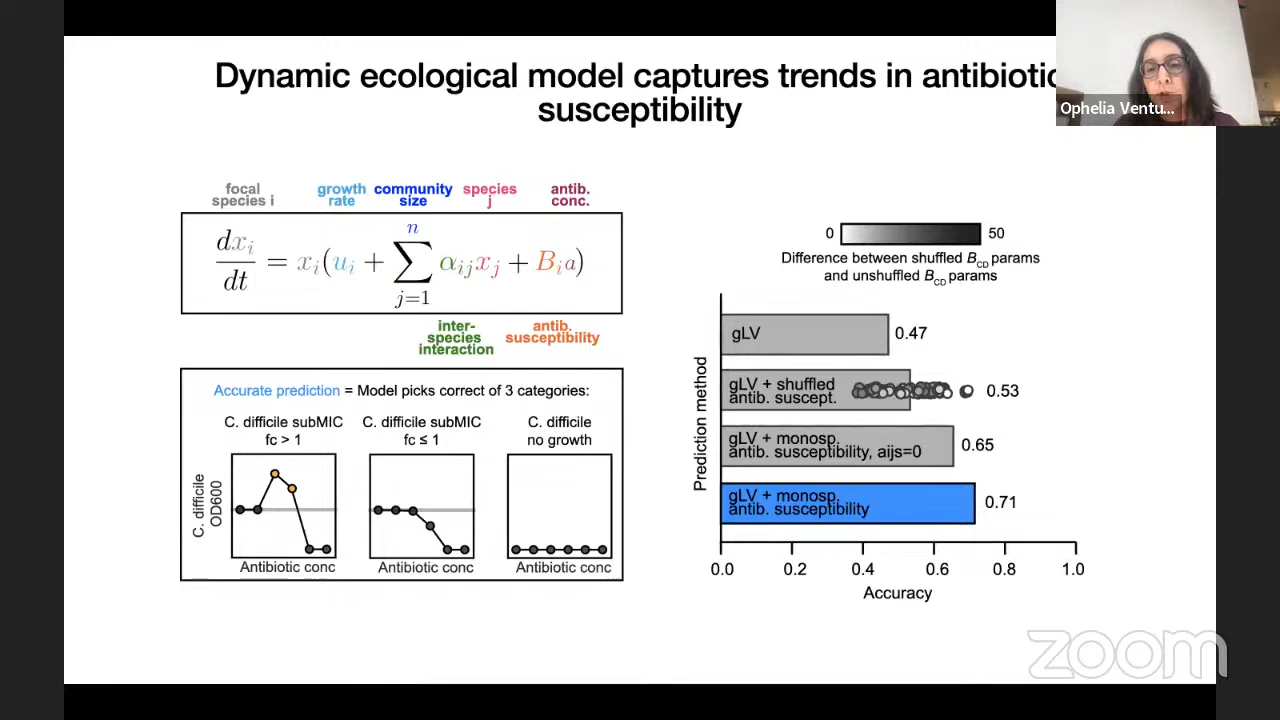 Dynamic ecological model captures trends in antibiotic
susceptibility
Ophelia Ventu...
focal
species i
growth
rate
community
size
species
j
antib.
conc.
dx_i/dt = x_i(u_i + ∑_{j=1}^{n} α_{ij}x_j + B_i a)
inter-
species
interaction
antib.
susceptibility
Accurate prediction = Model picks correct of 3 categories:
C. difficile subMIC
fc > 1
C. difficile subMIC
fc ≤ 1
C. difficile
no growth
C. difficile
OD600
Antibiotic conc
Antibiotic conc
Antibiotic conc
0 50
Difference between shuffled B_CD params
and unshuffled B_CD params
Prediction method
gLV 0.47
gLV + shuffled
antib. suscept. 0.53
gLV + monosp.
antib. susceptibility, aijs=0 0.65
gLV + monosp.
antib. susceptibility 0.71
0.0 0.2 0.4 0.6 0.8 1.0
Accuracy
zoom